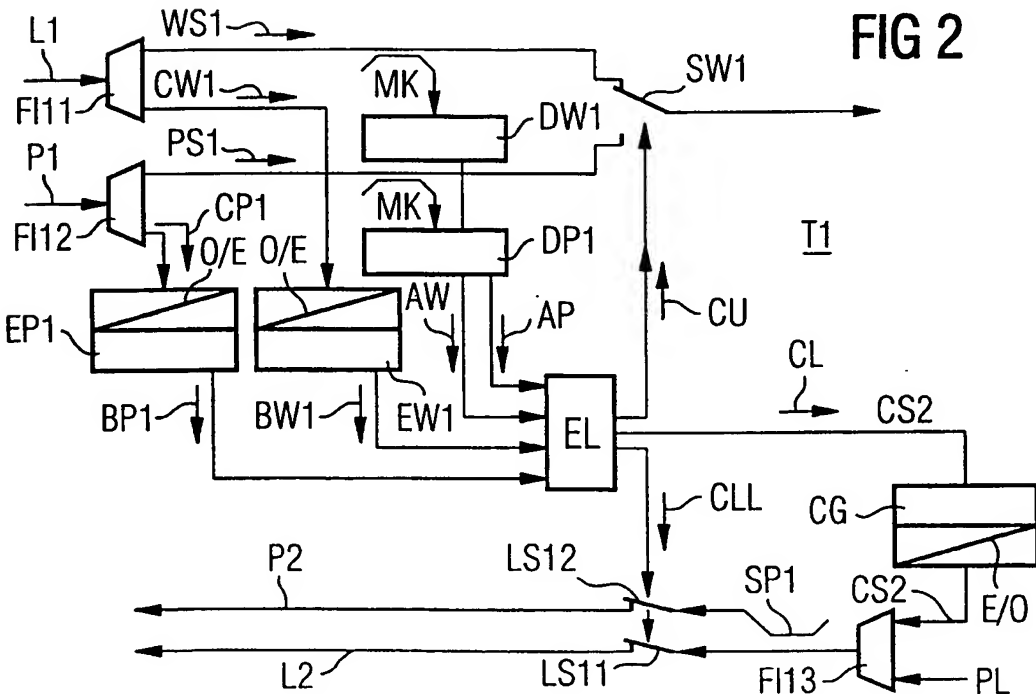 FIG 2
WS1
L1
SW1
CW1
MK
FI11
DW1
PS1
P1
MK
CP1
FI12
DP1
O/E O/E
T1
AW
AP
CU
EP1
CL
BP1
BW1
EW1
EL
CS2
CLL
CG
P2
LS12
SP1
CS2
E/O
L2
LS11
FI13
PL